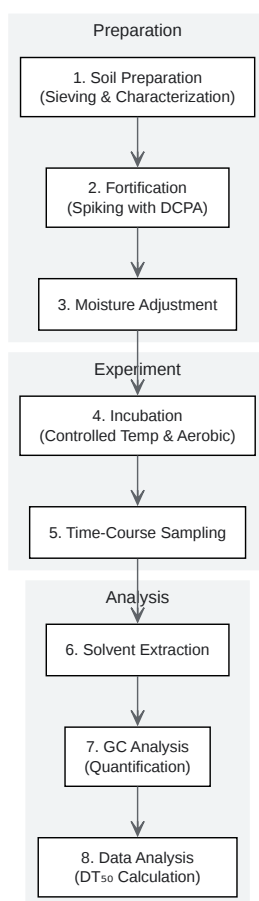 Preparation
1. Soil Preparation
(Sieving & Characterization)
2. Fortification
(Spiking with DCPA)
3. Moisture Adjustment
Experiment
4. Incubation
(Controlled Temp & Aerobic)
5. Time-Course Sampling
Analysis
6. Solvent Extraction
7. GC Analysis
(Quantification)
8. Data Analysis
(DT₅₀ Calculation)